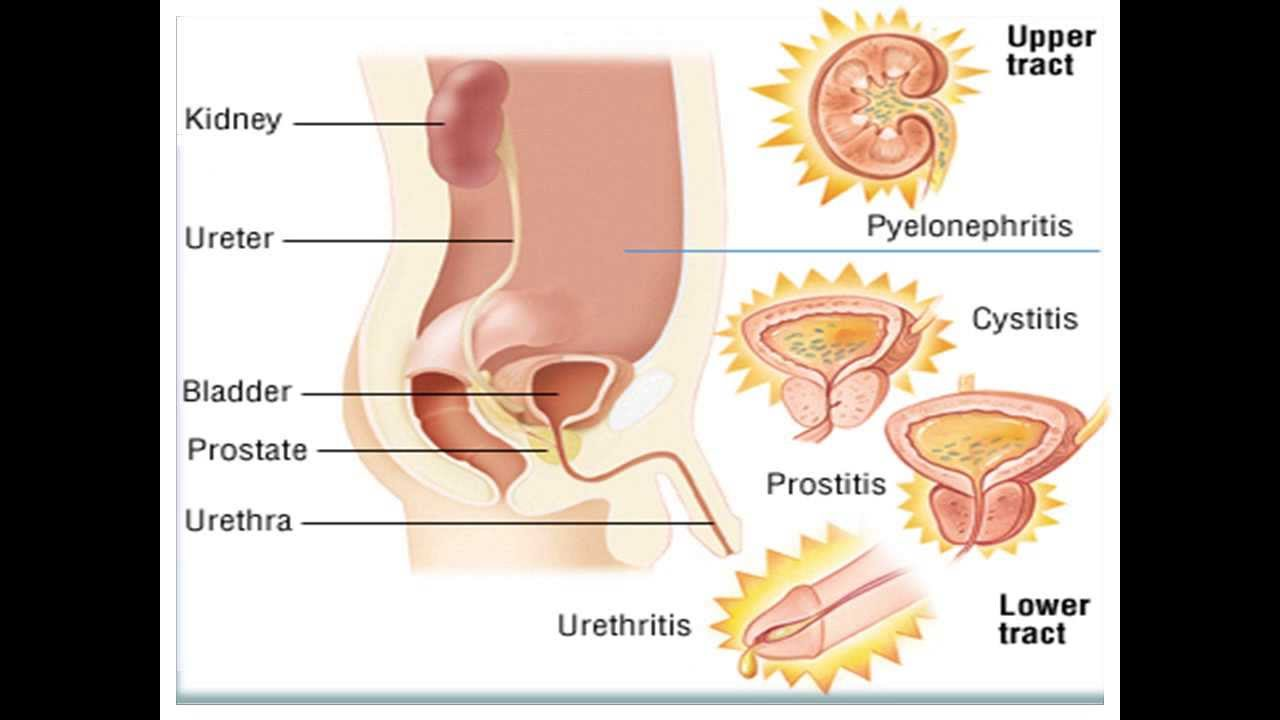 Upper
tract
Kidney
Pyelonephritis
Ureter
Cystitis
Bladder
Prostate
Prostitis
Urethra
Urethritis
Lower
tract